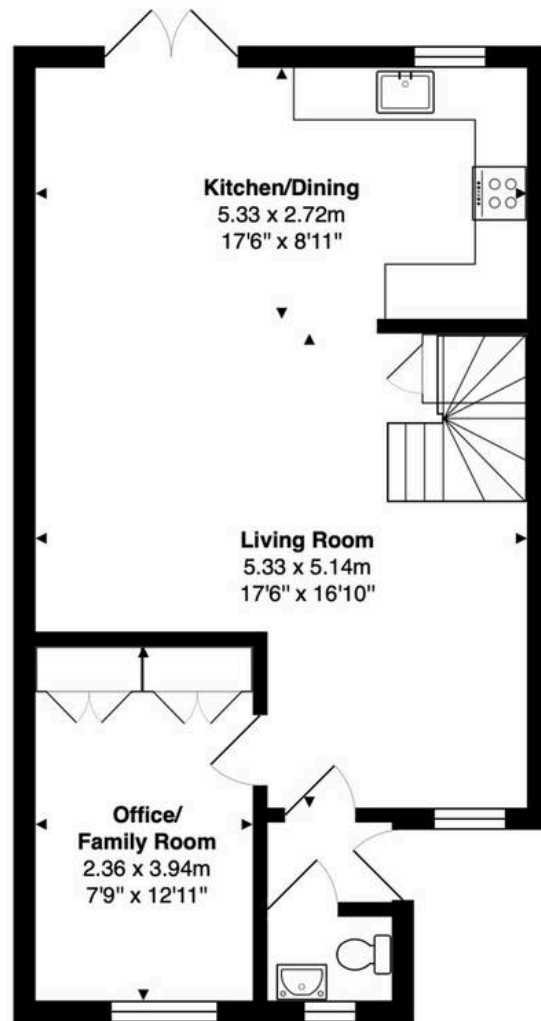 Kitchen/Dining
5.33 x 2.72m
17'6" x 8'11"
Living Room
5.33 x 5.14m
17'6" x 16'10"
Office/
Family Room
2.36 x 3.94m
7'9" x 12'11"